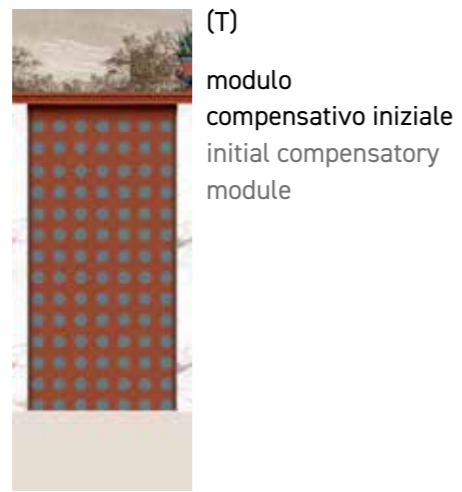 (T)
modulo
compensativo iniziale
initial compensatory
module